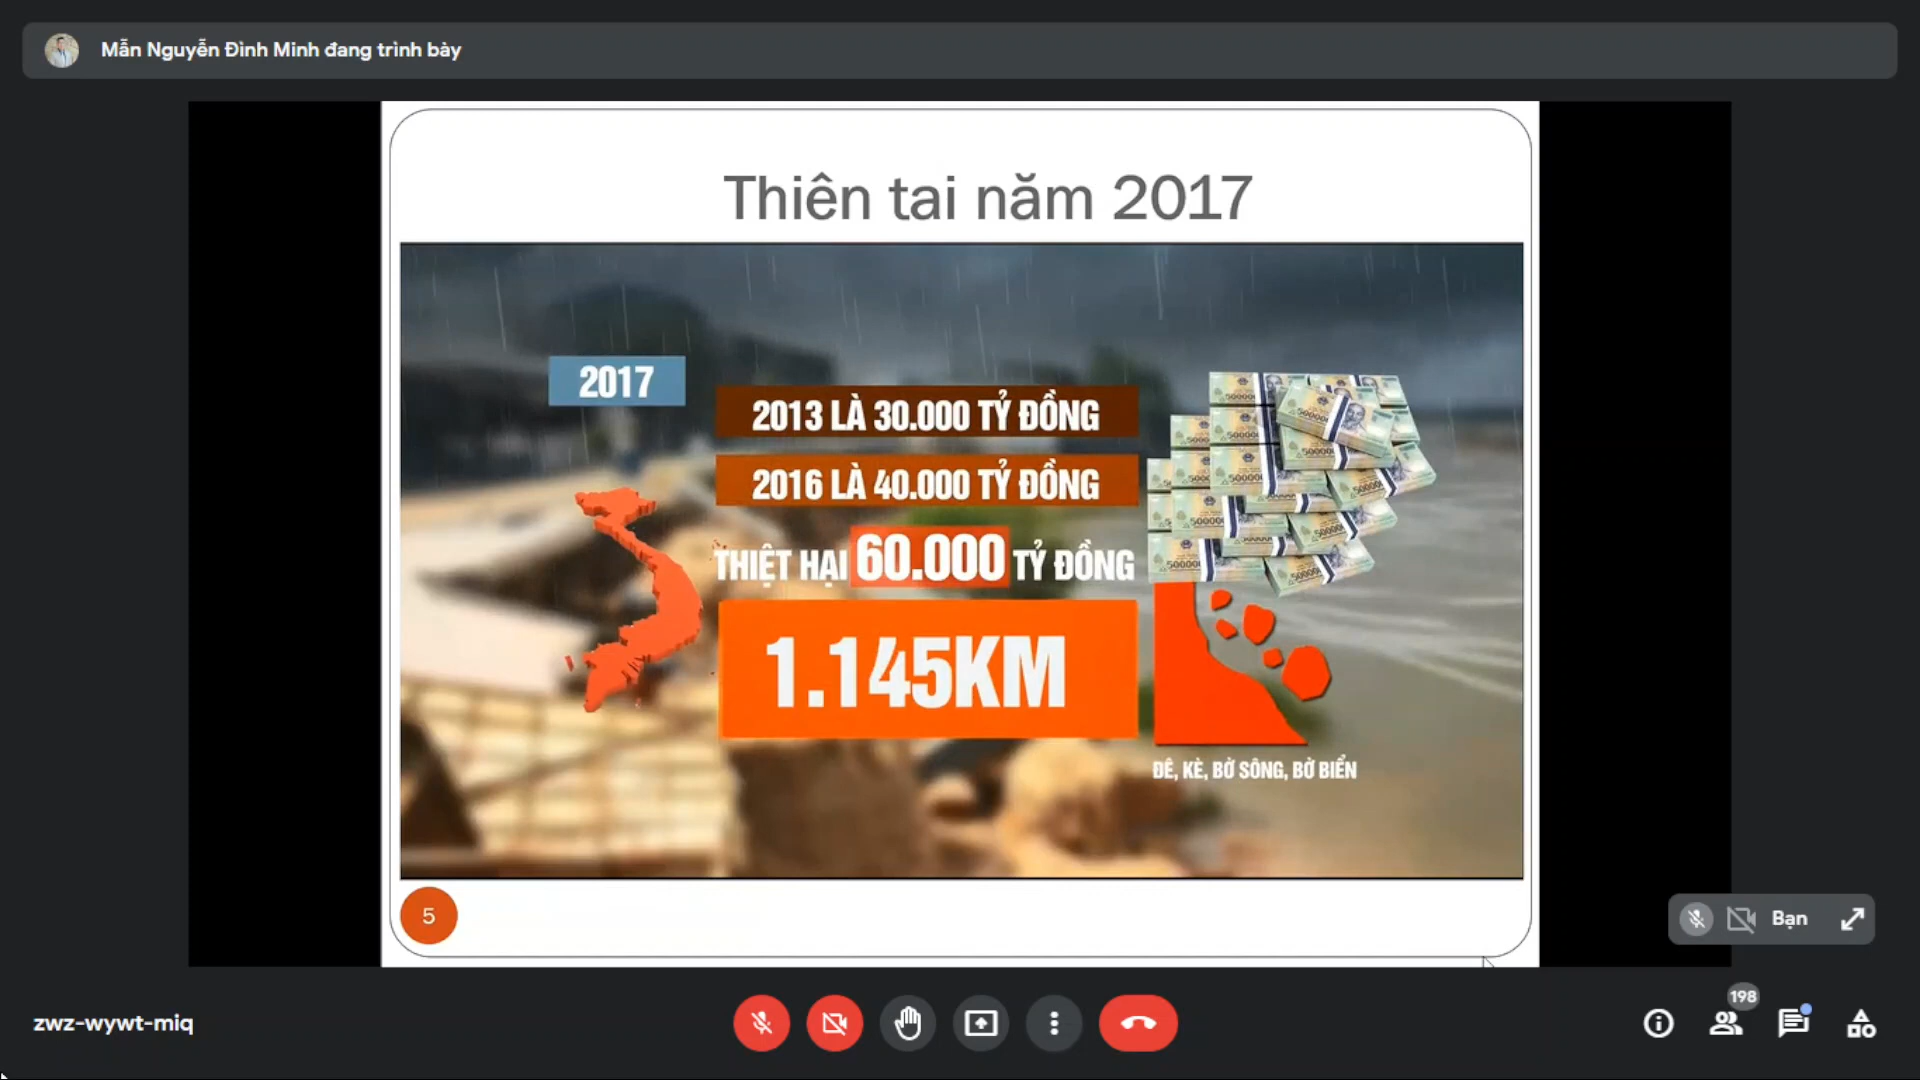 Mẫn Nguyễn Đình Minh đang trình bày
Thiên tai năm 2017
2017
2013 LÀ 30.000 TỶ ĐỒNG
2016 LÀ 40.000 TỶ ĐỒNG
THIỆT HẠI 60.000 TỶ ĐỒNG
1.145KM
ĐÊ, KÈ, BỜ SÔNG, BỜ BIỂN
5
Bạn
zwz-wywt-miq
198